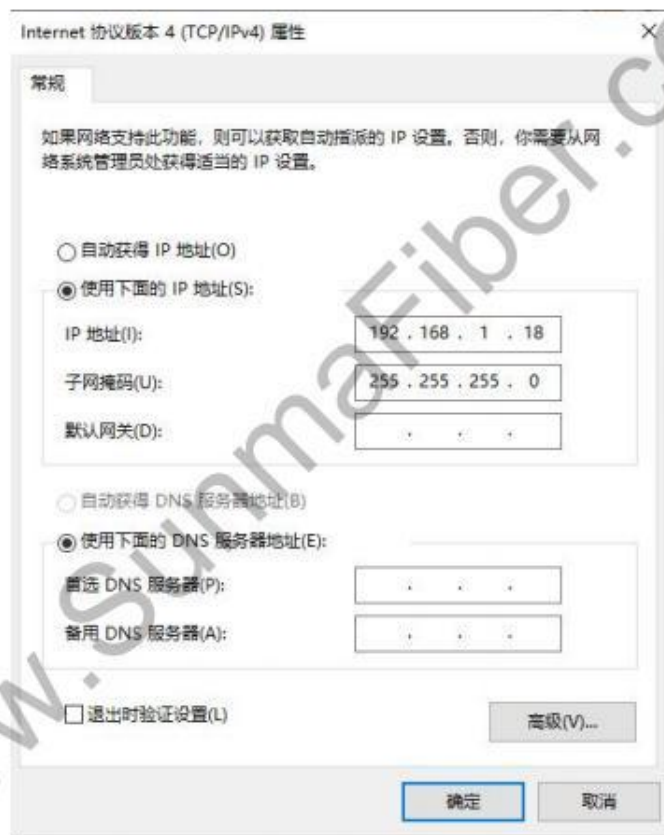 Internet 协议版本 4 (TCP/IPv4) 属性
常规
如果网络支持此功能，则可以获取自动指派的 IP 设置。否则，你需要从网
络系统管理员处获得适当的 IP 设置。
自动获得 IP 地址(O)
使用下面的 IP 地址(S):
IP 地址(I): 192 . 168 . 1 . 18
子网掩码(U): 255 . 255 . 255 . 0
默认网关(D): . . .
自动获得 DNS 服务器地址(B)
使用下面的 DNS 服务器地址(E):
首选 DNS 服务器(P): . . .
备用 DNS 服务器(A): . . .
退出时验证设置(L)
高级(V)...
确定 取消
w.SunmaFiber.co